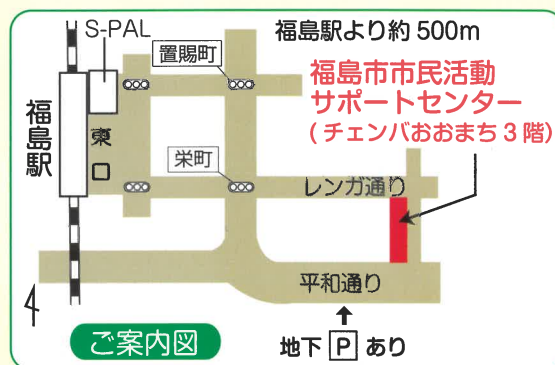 S-PAL
置賜町
福島駅より約500m
福島市市民活動
サポートセンター
(チェンバおおまち3階)
福島駅
東口
栄町
レンガ通り
平和通り
ご案内図
地下 P あり